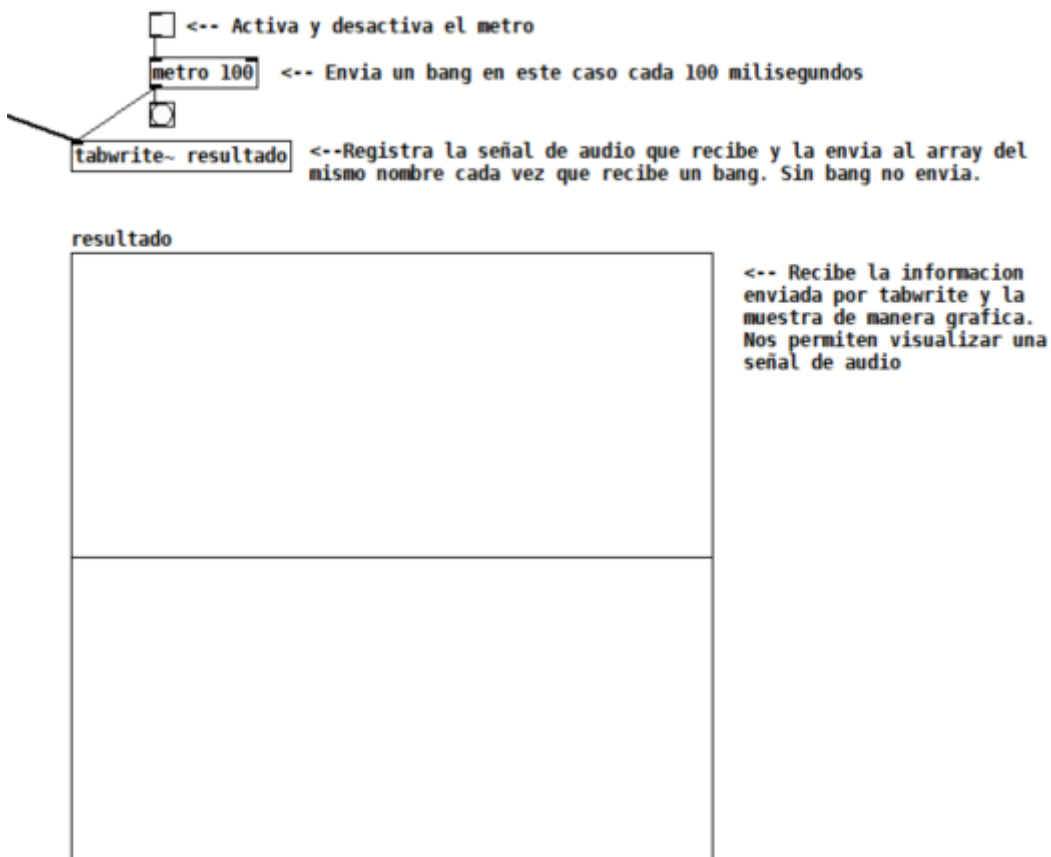 <-- Activa y desactiva el metro
metro 100
<-- Envia un bang en este caso cada 100 milisegundos
tabwrite~ resultado
<--Registra la señal de audio que recibe y la envia al array del
mismo nombre cada vez que recibe un bang. Sin bang no envia.
resultado
<-- Recibe la informacion
enviada por tabwrite y la
muestra de manera grafica.
Nos permiten visualizar una
señal de audio